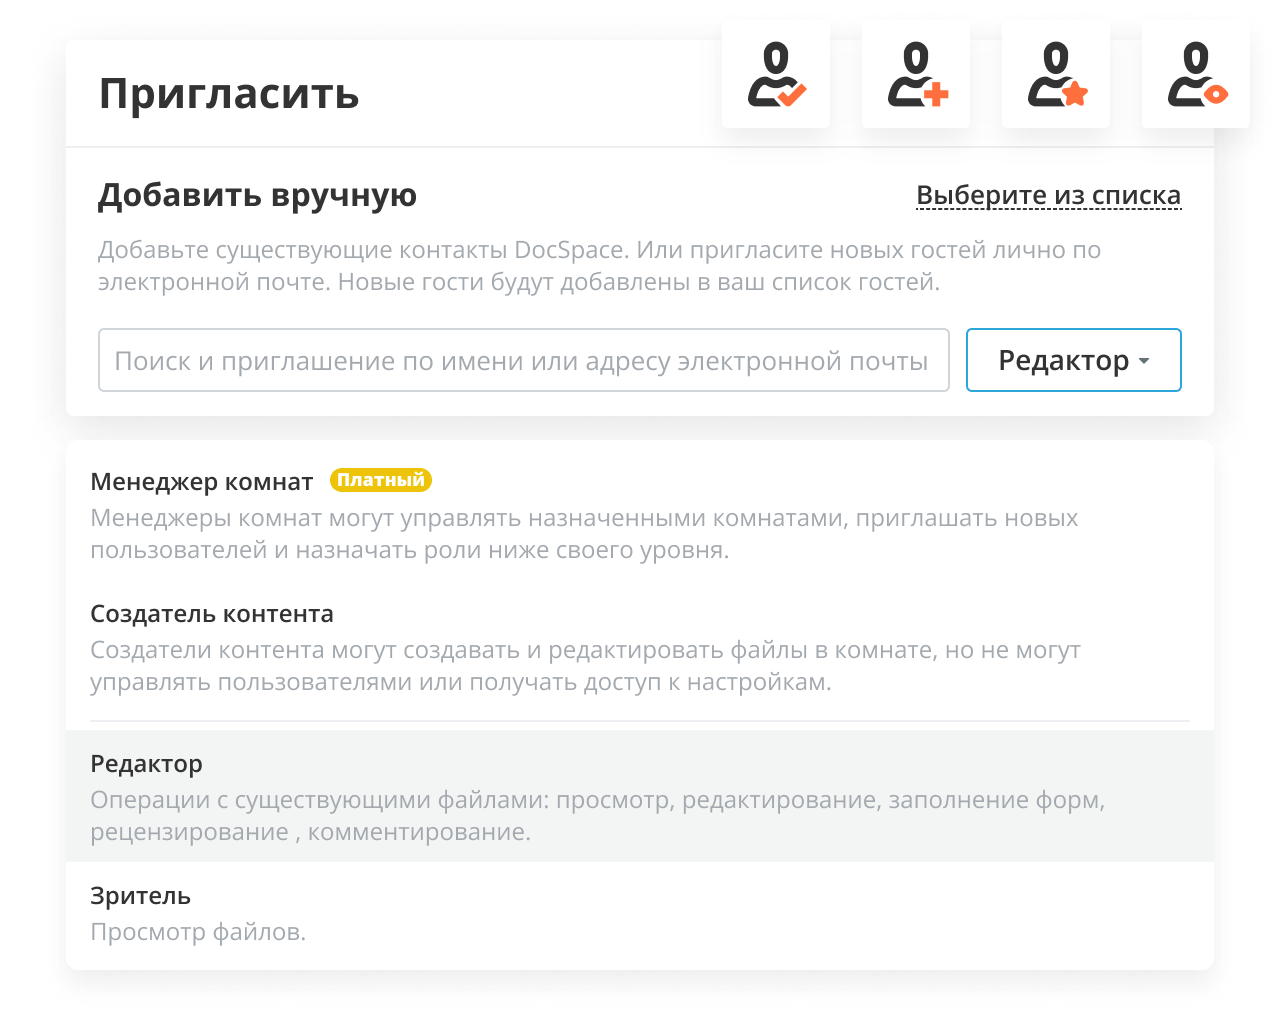 Пригласить
Добавить вручную
Выберите из списка
Добавьте существующие контакты DocSpace. Или пригласите новых гостей лично по
электронной почте. Новые гости будут добавлены в ваш список гостей.
Поиск и приглашение по имени или адресу электронной почты
Редактор
Менеджер комнат Платный
Менеджеры комнат могут управлять назначенными комнатами, приглашать новых
пользователей и назначать роли ниже своего уровня.
Создатель контента
Создатели контента могут создавать и редактировать файлы в комнате, но не могут
управлять пользователями или получать доступ к настройкам.
Редактор
Операции с существующими файлами: просмотр, редактирование, заполнение форм,
рецензирование , комментирование.
Зритель
Просмотр файлов.